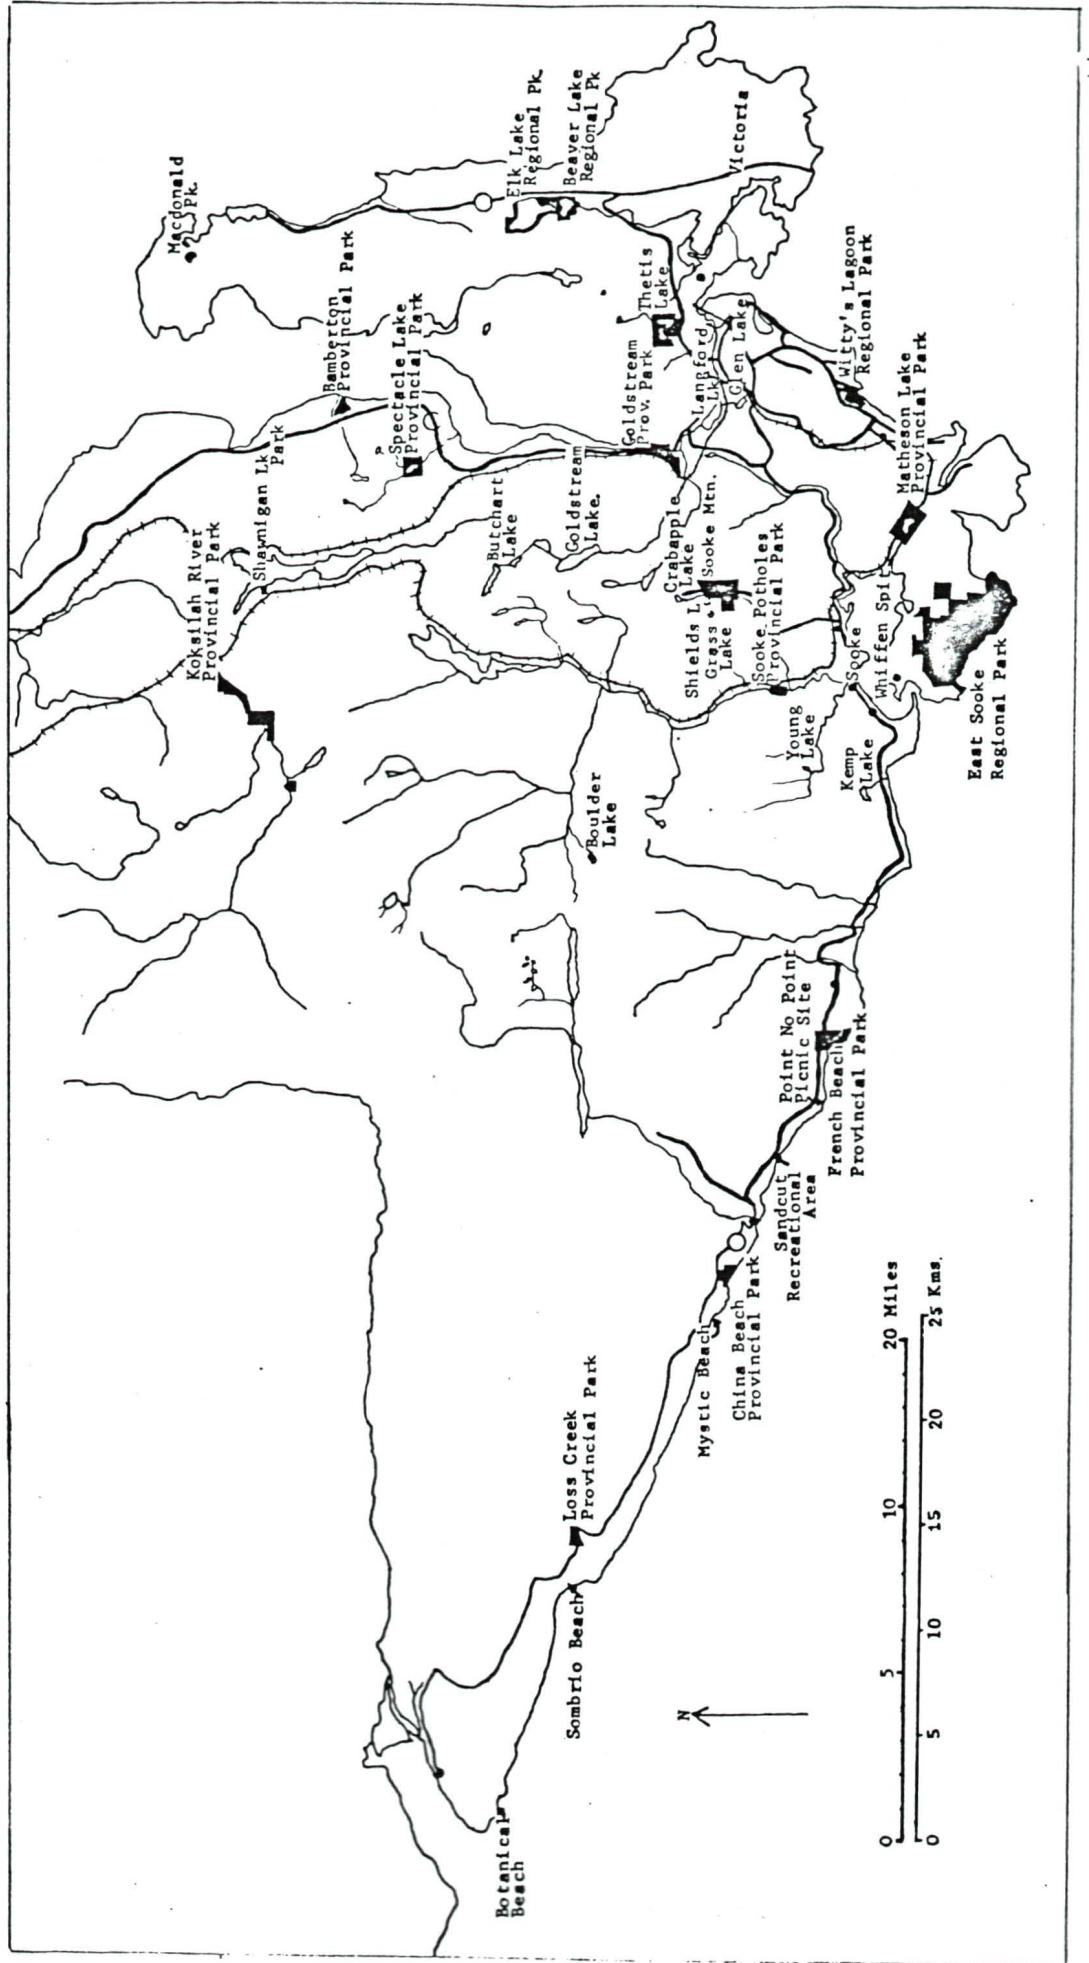 Macdonald
Pk.
Bamberton
Provincial Park
Elk Lake
Regional Pk.
Beaver Lake
Regional Pk
Spectacle Lake
Provincial Park
Shawnigan Lk
Park
Koksilah River
Provincial Park
Victoria
Thetis
Lake
Goldstream
Prov. Park
Langford
Lk
Glen Lake
Butchart
Lake
Goldstream
Lake.
Witty's Lagoon
Regional Park
Matheson Lake
Provincial Park
Crabapple
Lake
Shields L
Grass
Lake
Sooke Mtn.
Sooke Potholes
Provincial Park
Sooke
Whiffen Spit
East Sooke
Regional Park
Young
Lake
Kemp
Lake
Boulder
Lake
Point No Point
Picnic Site
French Beach
Provincial Park
Sandcut
Recreational
Area
China Beach
Provincial Park
Mystic Beach
Loss Creek
Provincial Park
Sombrio Beach
Botanical
Beach
N
0 5 10 20 Miles
0 5 10 15 20 25 Kms.